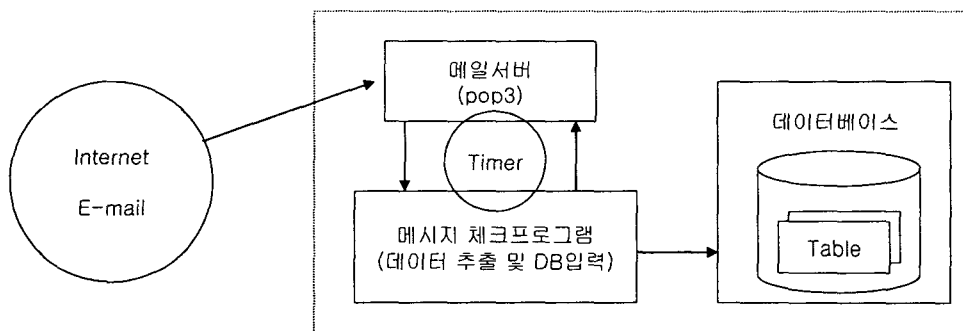 Internet
E-mail
메일서버
(pop3)
Timer
메시지 체크프로그램
(데이터 추출 및 DB입력)
데이터베이스
Table